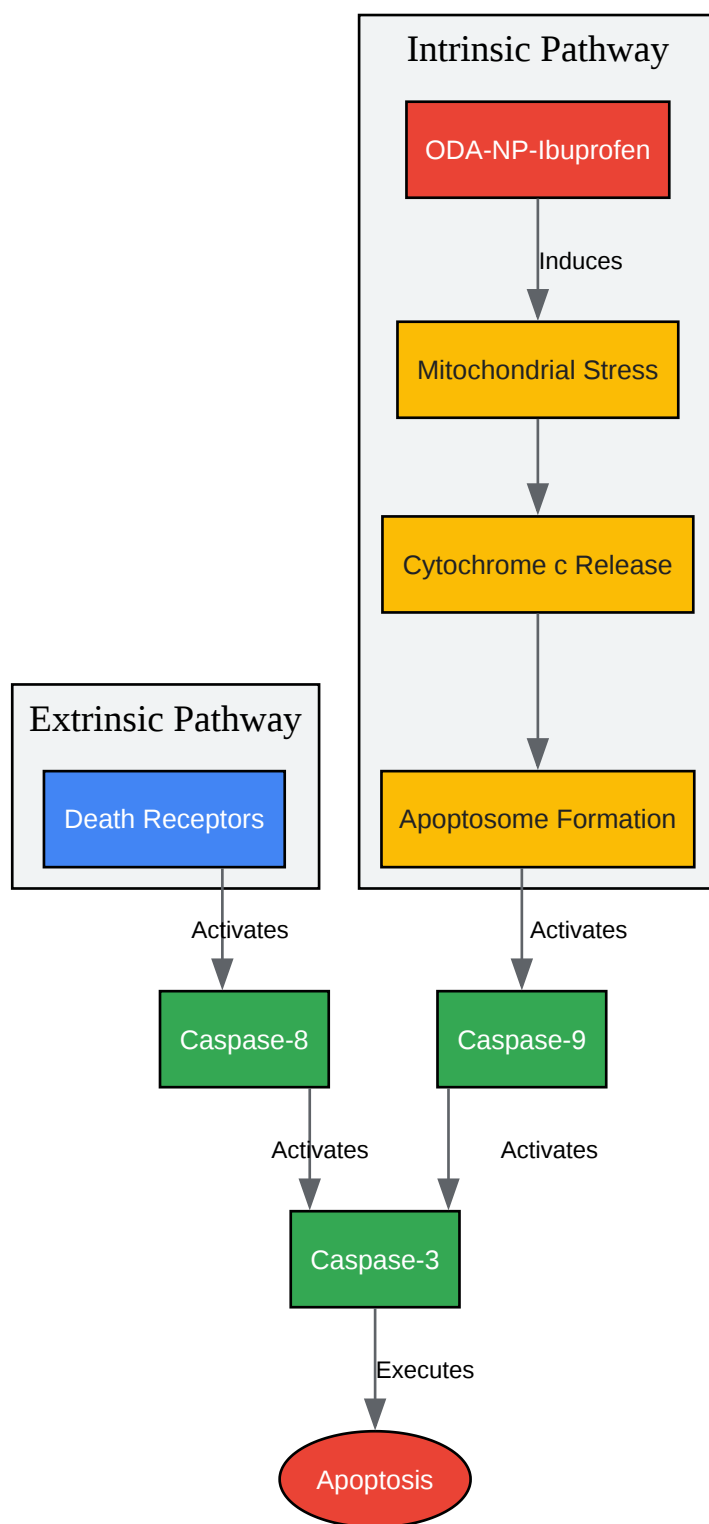 Intrinsic Pathway
ODA-NP-Ibuprofen
Induces
Mitochondrial Stress
Cytochrome c Release
Extrinsic Pathway
Death Receptors
Apoptosome Formation
Activates
Activates
Caspase-8
Caspase-9
Activates
Activates
Caspase-3
Executes
Apoptosis